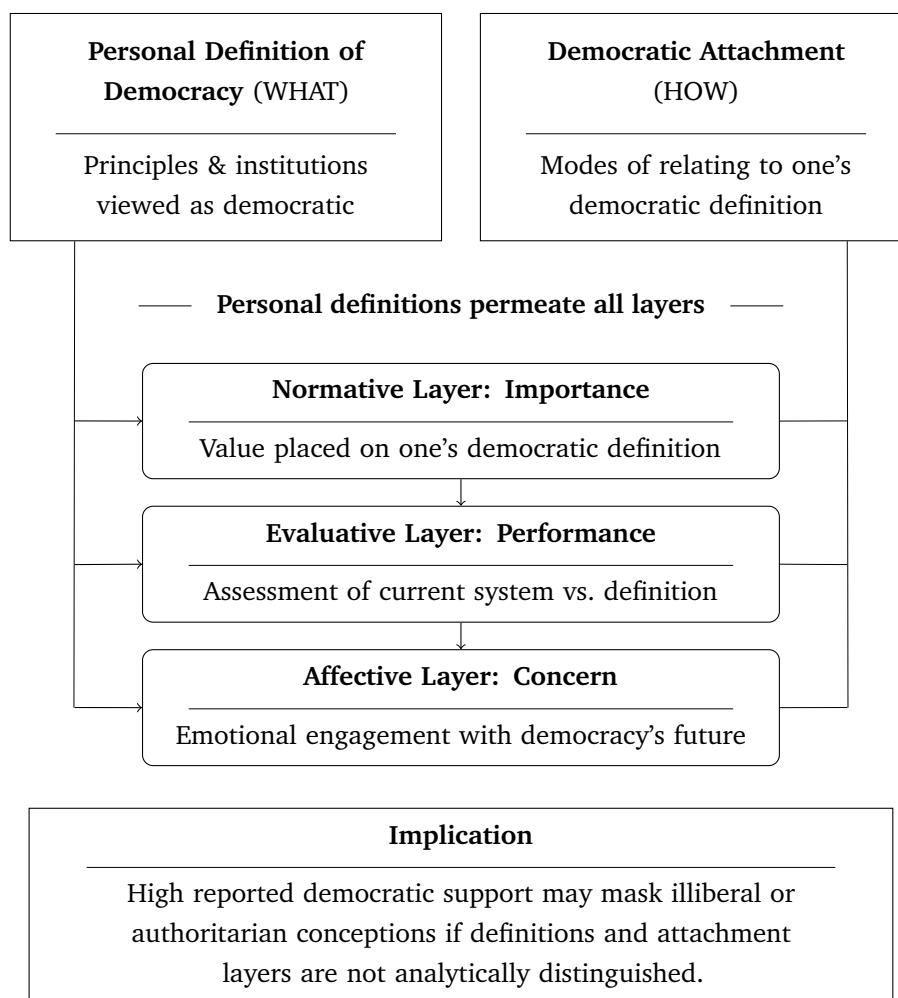 Personal Definition of
Democracy (WHAT)
Principles & institutions
viewed as democratic
Democratic Attachment
(HOW)
Modes of relating to one’s
democratic definition
Personal definitions permeate all layers
Normative Layer: Importance
Value placed on one’s democratic definition
Evaluative Layer: Performance
Assessment of current system vs. definition
Affective Layer: Concern
Emotional engagement with democracy’s future
Implication
High reported democratic support may mask illiberal or
authoritarian conceptions if definitions and attachment
layers are not analytically distinguished.